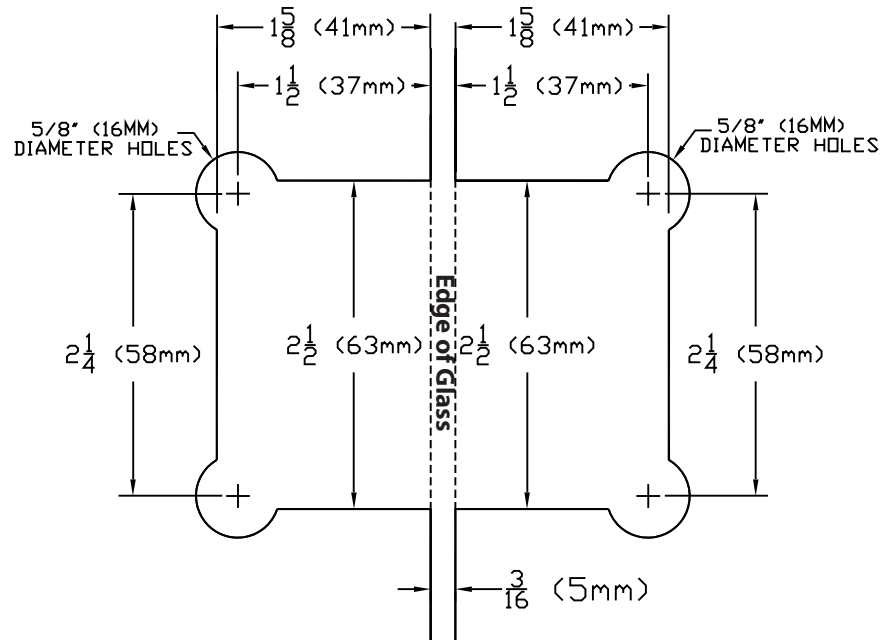 1 5/8 (41mm)
1 5/8 (41mm)
1 1/2 (37mm)
1 1/2 (37mm)
5/8" (16MM)
DIAMETER HOLES
5/8" (16MM)
DIAMETER HOLES
Edge of Glass
2 1/4 (58mm)
2 1/2 (63mm)
2 1/2 (63mm)
2 1/4 (58mm)
3/16 (5mm)